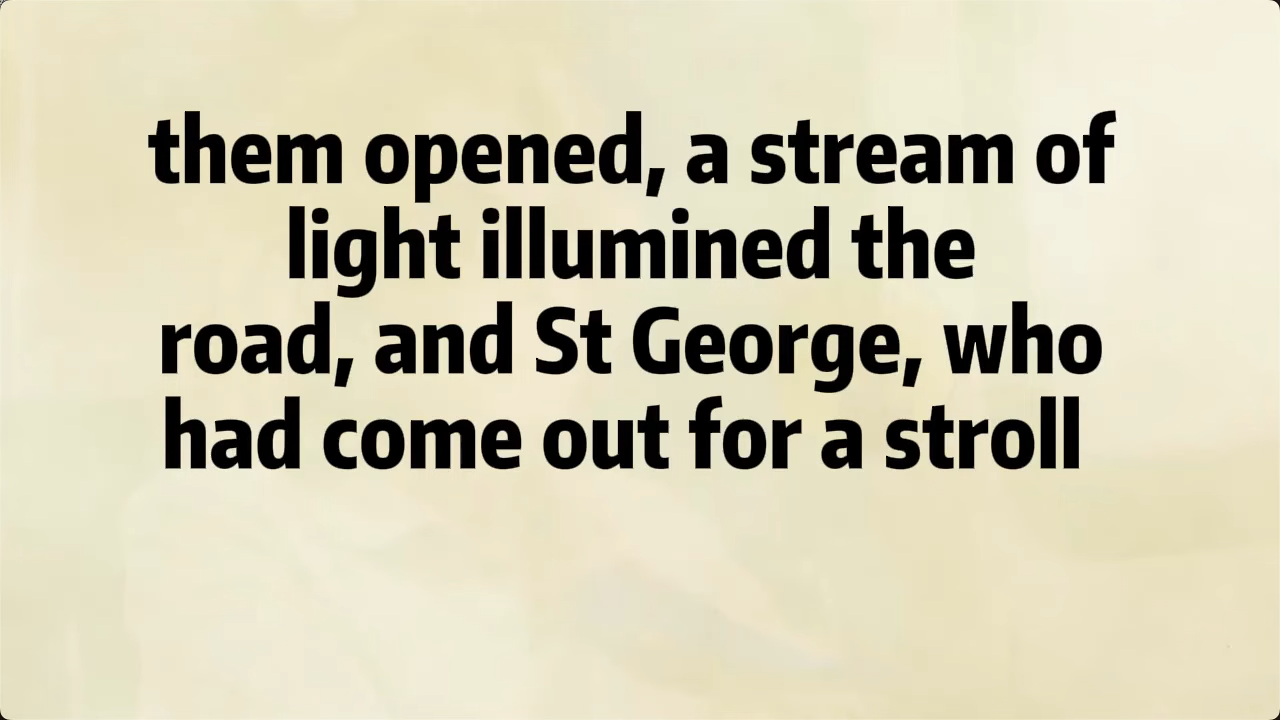 them opened, a stream of
light illumined the
road, and St George, who
had come out for a stroll